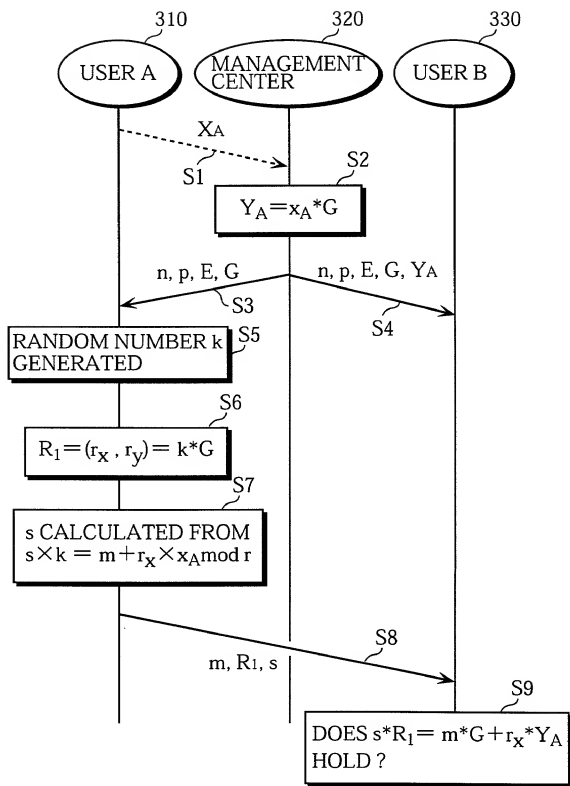 310
320
330
USER A
MANAGEMENT
CENTER
USER B
XA
S1
S2
YA=xA*G
n, p, E, G
n, p, E, G, YA
S3
S4
RANDOM NUMBER k
GENERATED
S5
S6
R1=(rx , ry)= k*G
S7
s CALCULATED FROM
s×k = m+rx×xAmod r
S8
m, R1, s
S9
DOES s*R1= m*G+rx*YA
HOLD ?